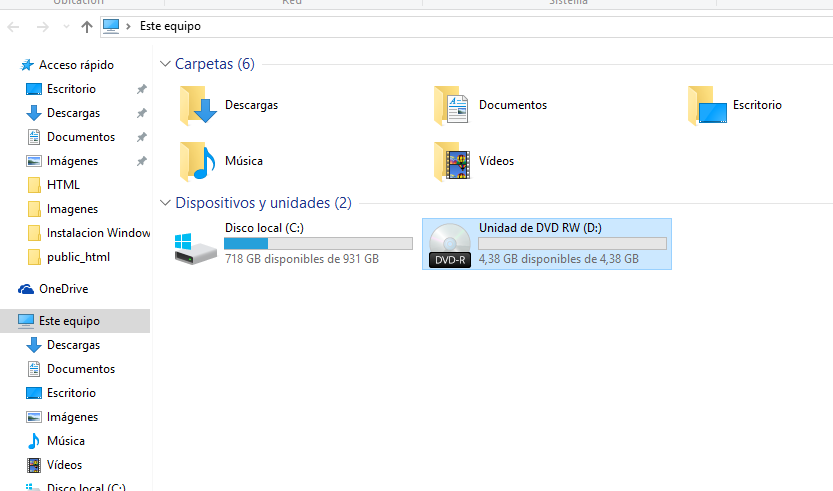 Ubicación
Red
Sistema
Este equipo
Acceso rápido
Escritorio
Descargas
Documentos
Imágenes
HTML
Imagenes
Instalacion Window
public_html
OneDrive
Este equipo
Descargas
Documentos
Escritorio
Imágenes
Música
Vídeos
Disco local (C:)
Carpetas (6)
Descargas
Documentos
Escritorio
Música
Vídeos
Dispositivos y unidades (2)
Disco local (C:)
718 GB disponibles de 931 GB
Unidad de DVD RW (D:)
DVD-R
4,38 GB disponibles de 4,38 GB